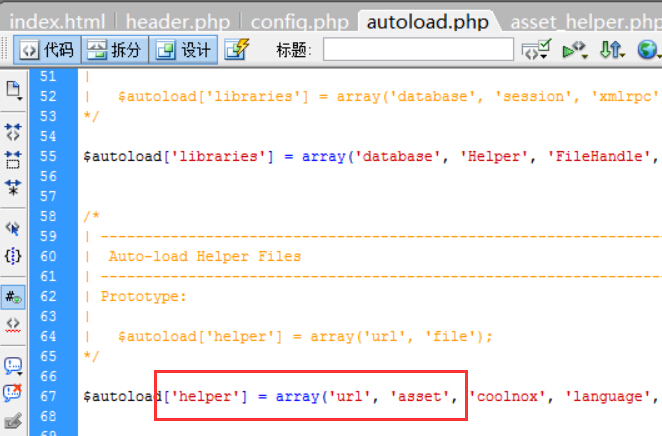 index.html header.php config.php autoload.php asset_helper.php
代码 拆分 设计 标题:
51 |
52 | $autoload['libraries'] = array('database', 'session', 'xmlrpc'
53 */
54
55 $autoload['libraries'] = array('database', 'Helper', 'FileHandle',
56
57
58 /*
59 | -------------------------------------------------------------------
60 | Auto-load Helper Files
61 | -------------------------------------------------------------------
62 | Prototype:
63 |
64 | $autoload['helper'] = array('url', 'file');
65 */
66
67 $autoload['helper'] = array('url', 'asset', 'coolnox', 'language',
68
69